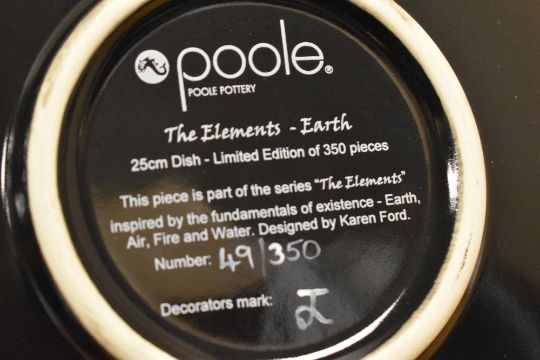 poole®
POOLE POTTERY
The Elements - Earth
25cm Dish - Limited Edition of 350 pieces
This piece is part of the series "The Elements"
inspired by the fundamentals of existence - Earth,
Air, Fire and Water. Designed by Karen Ford.
Number: 49/350
Decorators mark: